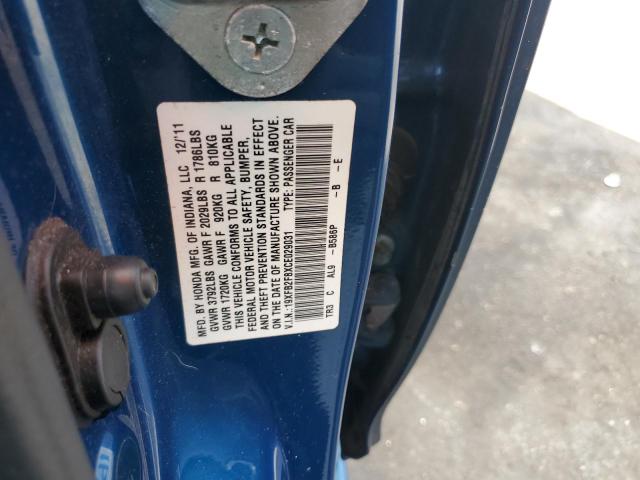 MFD. BY HONDA MFG. OF INDIANA, LLC 12/'11
GVWR 3792LBS GAWR F 2029LBS R 1786LBS
GVWR 1720KG GAWR F 920KG R 810KG
THIS VEHICLE CONFORMS TO ALL APPLICABLE
FEDERAL MOTOR VEHICLE SAFETY, BUMPER,
AND THEFT PREVENTION STANDARDS IN EFFECT
ON THE DATE OF MANUFACTURE SHOWN ABOVE.
V.I.N.:19XFB2F9XCE029031 TYPE: PASSENGER CAR
TR3 C AL9 -B586P -B -E